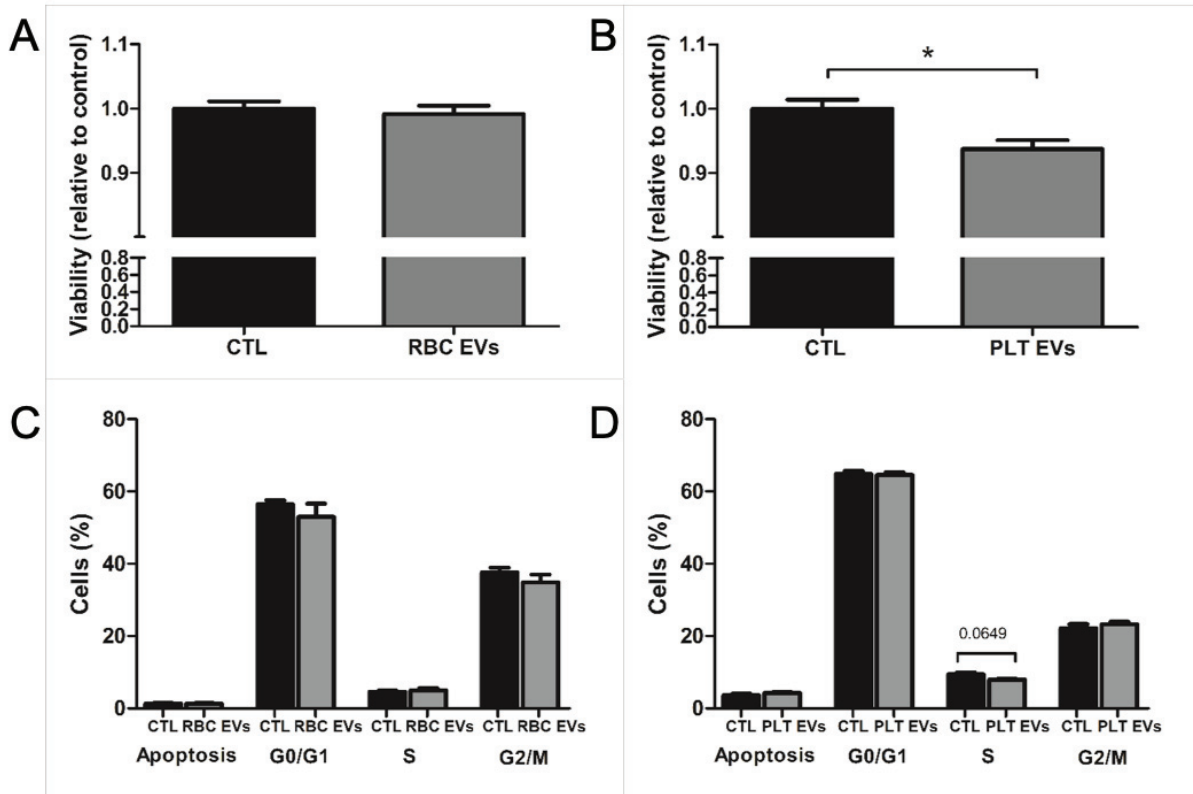 A
Viability (relative to control)
1.1
1.0
0.9
0.8
0.6
0.4
0.2
0.0
CTL RBC EVs
B
Viability (relative to control)
1.1
*
1.0
0.9
0.8
0.6
0.4
0.2
0.0
CTL PLT EVs
C
Cells (%)
80
60
40
20
0
CTL RBC EVs CTL RBC EVs CTL RBC EVs CTL RBC EVs
Apoptosis G0/G1 S G2/M
D
Cells (%)
80
60
40
20
0
0.0649
CTL PLT EVs CTL PLT EVs CTL PLT EVs CTL PLT EVs
Apoptosis G0/G1 S G2/M